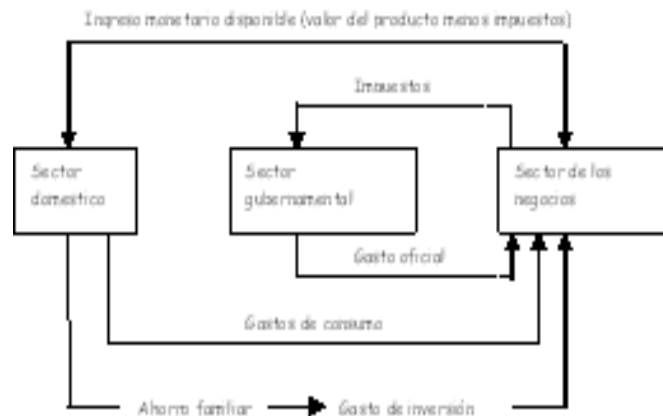 Ingreso monetario disponible (valor del producto menos impuestos)
Impuestos
Sector
domestico
Sector
gubernamental
Sector de los
negocios
Gasto oficial
Gastos de consumo
Ahorro familiar
Gasto de inversión